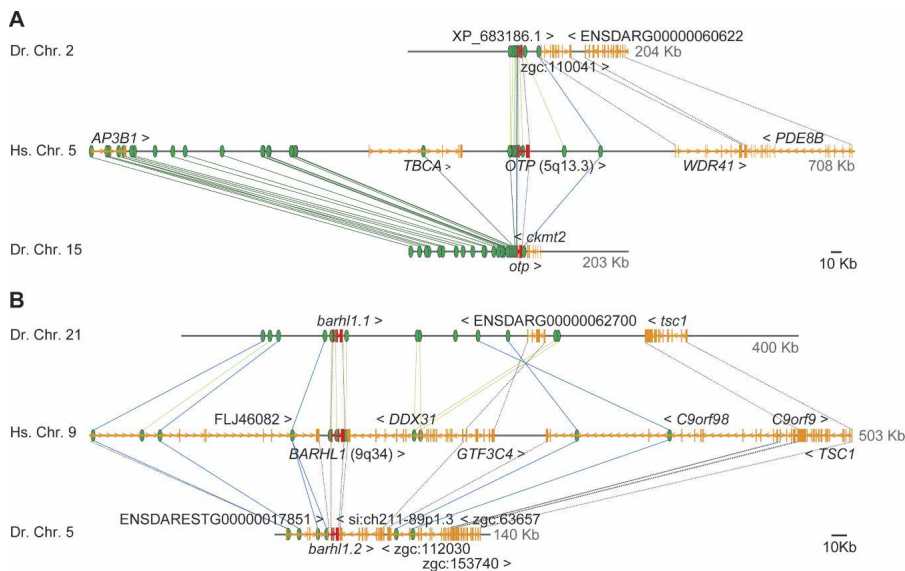 A
XP_683186.1 > < ENSDARG00000060622
Dr. Chr. 2
204 Kb
zgc:110041 >
AP3B1 >
< PDE8B
Hs. Chr. 5
TBCA >
OTP (5q13.3) >
WDR41 >
708 Kb
< ckmt2
Dr. Chr. 15
203 Kb
otp >
10 Kb
B
barhl1.1 >
< ENSDARG00000062700
< tsc1
Dr. Chr. 21
400 Kb
FLJ46082 >
< DDX31
< C9orf98
C9orf9 >
Hs. Chr. 9
503 Kb
BARHL1 (9q34) >
GTF3C4 >
< TSC1
ENSDARESTG00000017851 > < si:ch211-89p1.3 < zgc:63657
Dr. Chr. 5
140 Kb
10Kb
barhl1.2 > < zgc:112030
zgc:153740 >